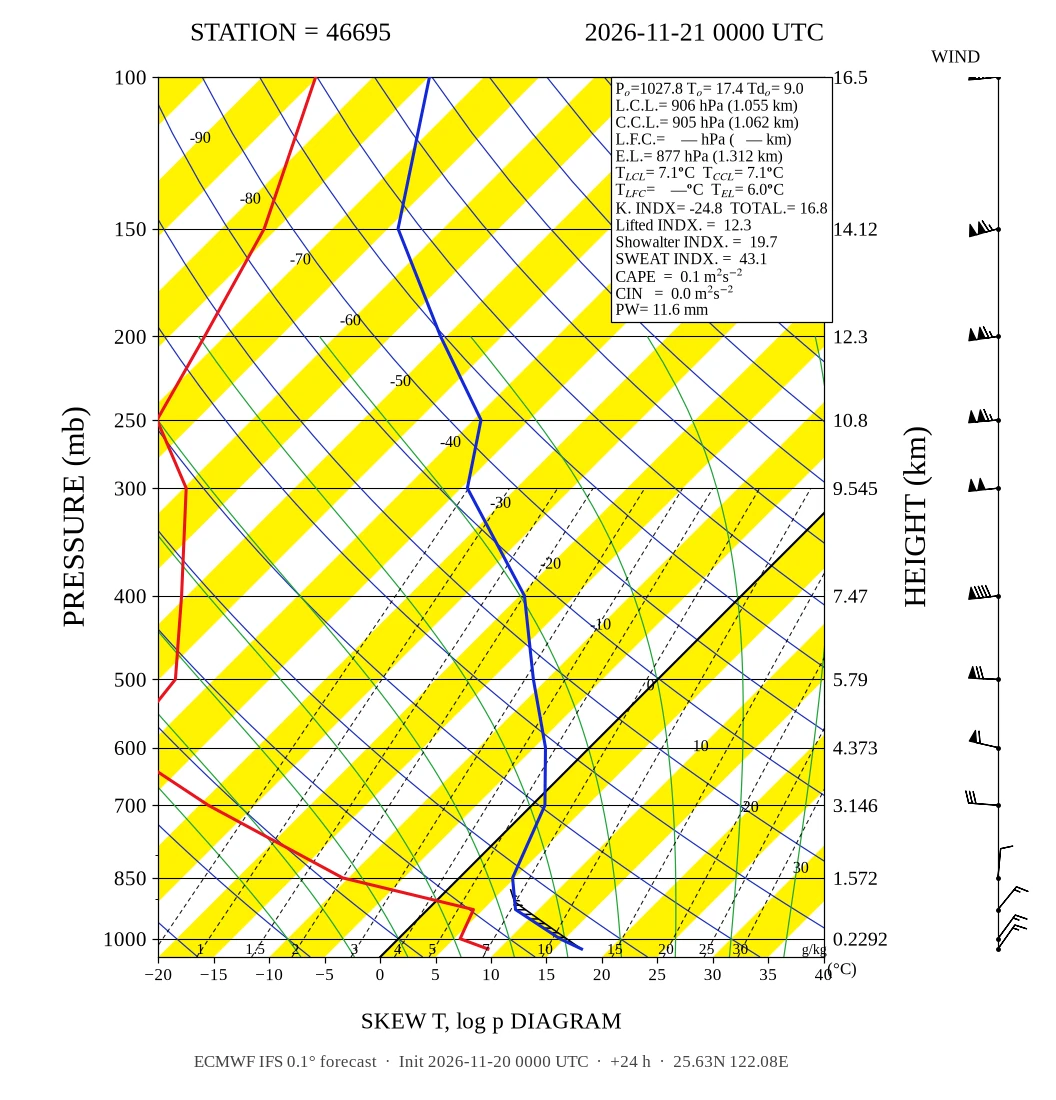 STATION = 46695
2026-11-21 0000 UTC
WIND
P₀=1027.8 T₀= 17.4 Td₀= 9.0
L.C.L.= 906 hPa (1.055 km)
C.C.L.= 905 hPa (1.062 km)
L.F.C.= — hPa ( — km)
E.L.= 877 hPa (1.312 km)
T_LCL= 7.1°C T_CCL= 7.1°C
T_LFC= —°C T_EL= 6.0°C
K. INDX= -24.8 TOTAL.= 16.8
Lifted INDX. = 12.3
Showalter INDX. = 19.7
SWEAT INDX. = 43.1
CAPE = 0.1 m²s⁻²
CIN = 0.0 m²s⁻²
PW= 11.6 mm
PRESSURE (mb)
100
150
200
250
300
400
500
600
700
850
1000
-90
-80
-70
-60
-50
-40
-30
-20
-10
0
10
20
30
16.5
14.12
12.3
10.8
9.545
7.47
5.79
4.373
3.146
1.572
0.2292
HEIGHT (km)
1 1.5 2 3 4 5 7 10 15 20 25 30 g/kg
−20 −15 −10 −5 0 5 10 15 20 25 30 35 40
(°C)
SKEW T, log p DIAGRAM
ECMWF IFS 0.1° forecast · Init 2026-11-20 0000 UTC · +24 h · 25.63N 122.08E